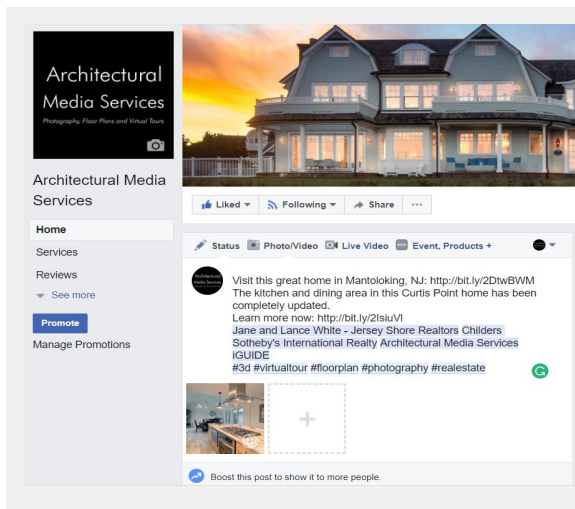 Architectural
Media Services
Photography, Floor Plans and Virtual Tours
Architectural Media
Services
Home
Services
Reviews
See more
Promote
Manage Promotions
Liked
Following
Share
Status
Photo/Video
Live Video
Event, Products +
Architectural
Media Services
Visit this great home in Mantoloking, NJ: http://bit.ly/2DtwBWM
The kitchen and dining area in this Curtis Point home has been
completely updated.
Learn more now: http://bit.ly/2IsiuVl
Jane and Lance White - Jersey Shore Realtors Childers
Sotheby's International Realty Architectural Media Services
iGUIDE
#3d #virtualtour #floorplan #photography #realestate
Boost this post to show it to more people.